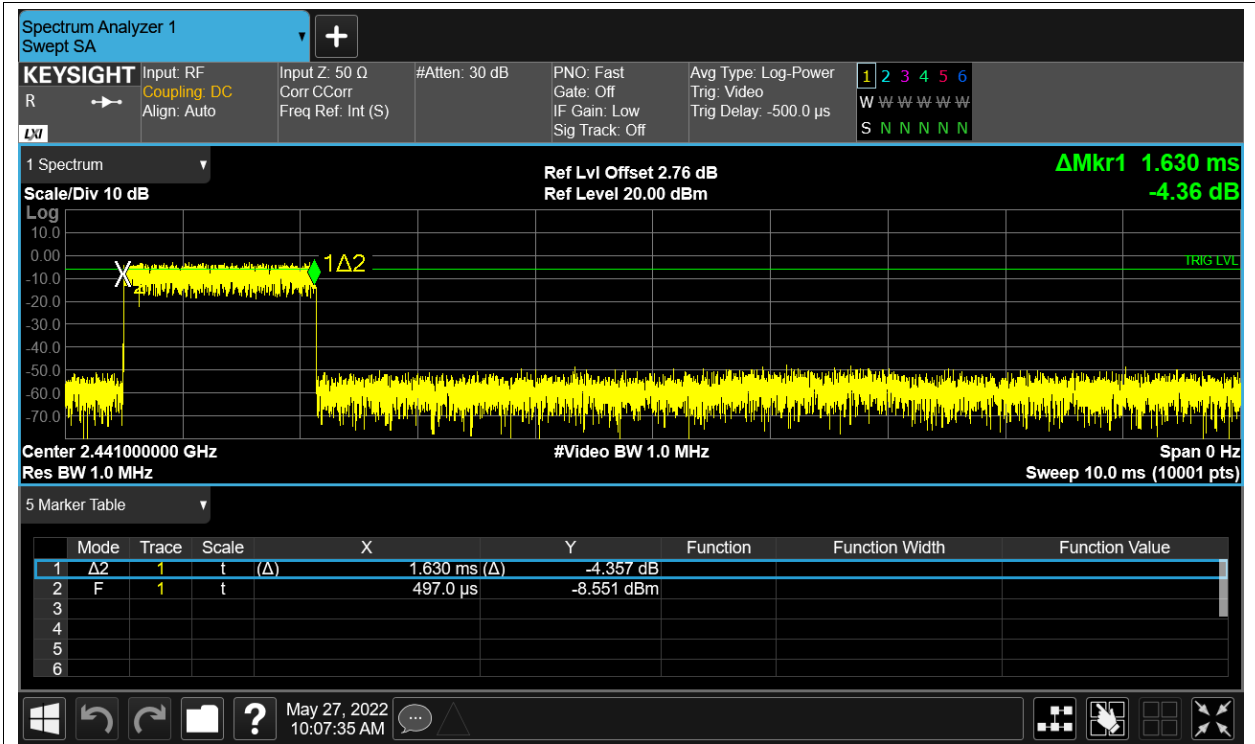 Spectrum Analyzer 1
Swept SA
KEYSIGHT
R
LXI
Input: RF
Coupling: DC
Align: Auto
Input Z: 50 Ω
Corr CCorr
Freq Ref: Int (S)
#Atten: 30 dB
PNO: Fast
Gate: Off
IF Gain: Low
Sig Track: Off
Avg Type: Log-Power
Trig: Video
Trig Delay: -500.0 µs
1 2 3 4 5 6
W W W W W W
S N N N N N
1 Spectrum
Scale/Div 10 dB
Ref Lvl Offset 2.76 dB
Ref Level 20.00 dBm
ΔMkr1 1.630 ms
-4.36 dB
Log
10.0
0.00
-10.0
-20.0
-30.0
-40.0
-50.0
-60.0
-70.0
1Δ2
TRIG LVL
Center 2.441000000 GHz
#Video BW 1.0 MHz
Span 0 Hz
Res BW 1.0 MHz
Sweep 10.0 ms (10001 pts)
5 Marker Table
Mode Trace Scale X Y Function Function Width Function Value
1 Δ2 1 t (Δ) 1.630 ms (Δ) -4.357 dB
2 F 1 t 497.0 µs -8.551 dBm
3
4
5
6
?
May 27, 2022
10:07:35 AM